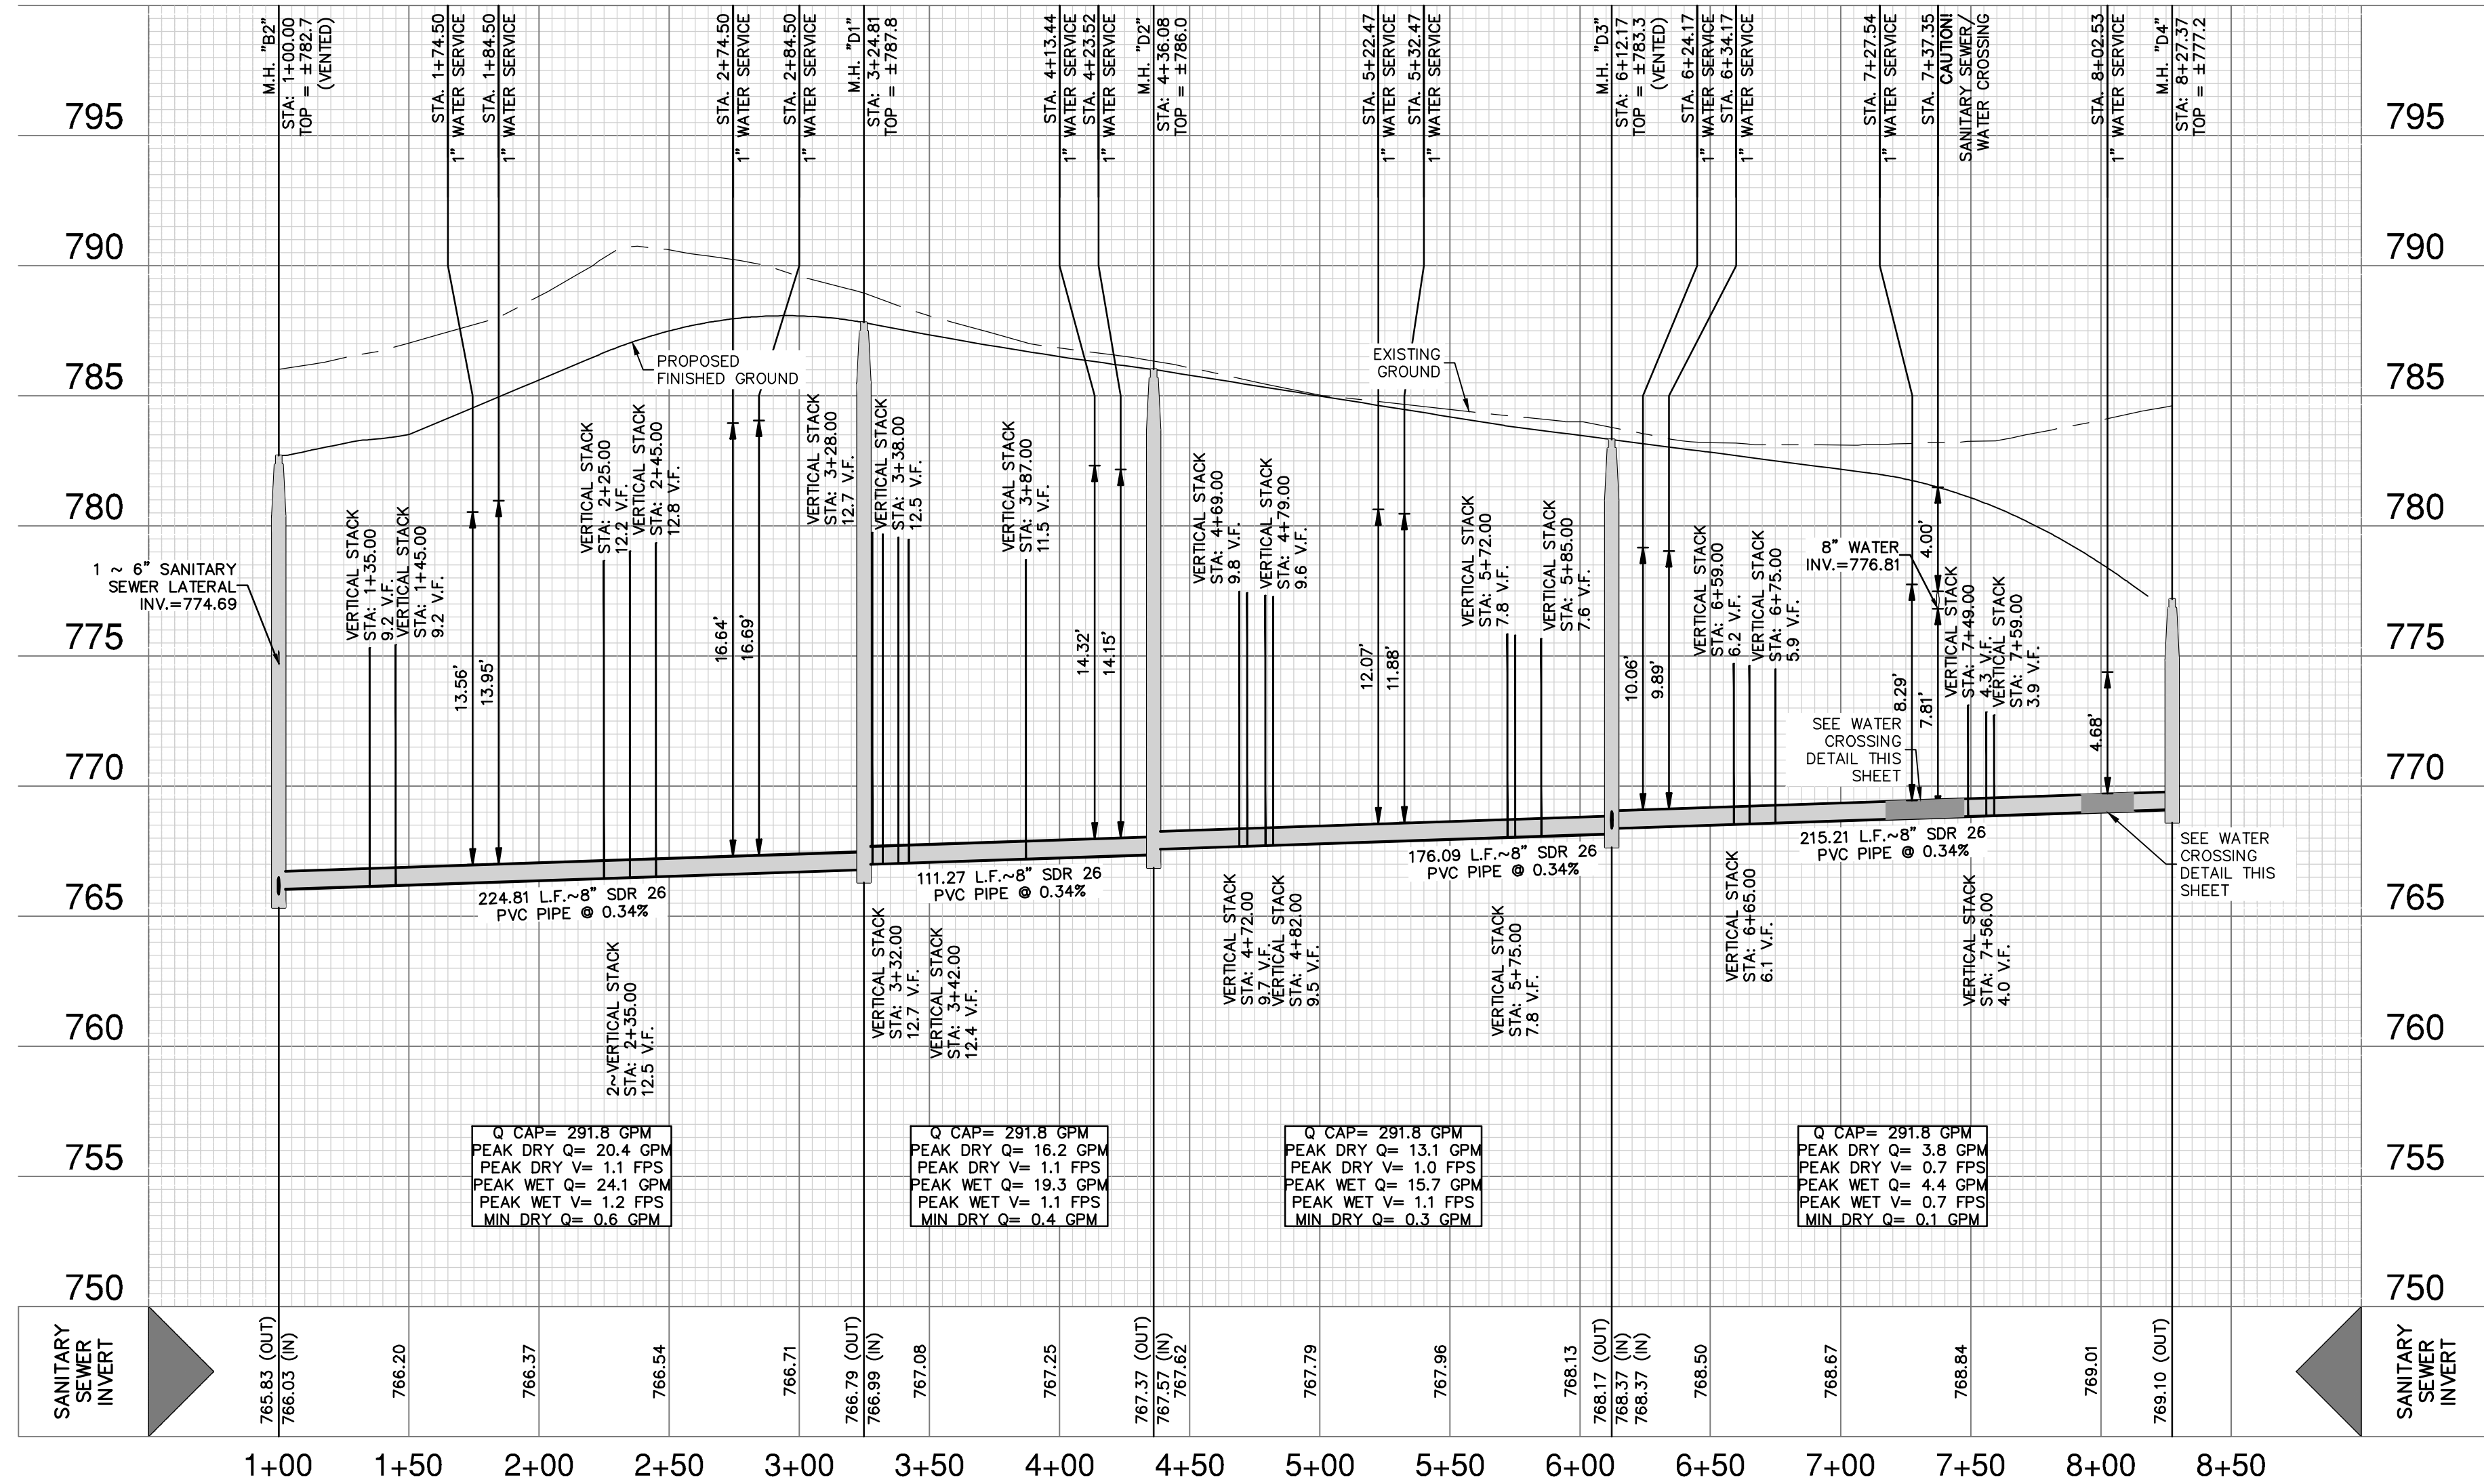 M.H. "B2"
STA: 1+00.00
TOP = ±782.7
(VENTED)
STA. 1+74.50
1" WATER SERVICE
STA. 1+84.50
1" WATER SERVICE
STA. 2+74.50
1" WATER SERVICE
STA. 2+84.50
1" WATER SERVICE
M.H. "D1"
STA: 3+24.81
TOP = ±787.8
STA. 4+13.44
1" WATER SERVICE
STA. 4+23.52
1" WATER SERVICE
M.H. "D2"
STA: 4+36.08
TOP = ±786.0
STA. 5+22.47
1" WATER SERVICE
STA. 5+32.47
1" WATER SERVICE
M.H. "D3"
STA: 6+12.17
TOP = ±783.3
(VENTED)
STA. 6+24.17
1" WATER SERVICE
STA. 6+34.17
1" WATER SERVICE
STA. 7+27.54
1" WATER SERVICE
STA. 7+37.35
CAUTION!
SANITARY SEWER/
WATER CROSSING
STA. 8+02.53
1" WATER SERVICE
M.H. "D4"
STA: 8+27.37
TOP = ±777.2
795
795
790
790
785
785
780
780
775
775
770
770
765
765
760
760
755
755
750
750
PROPOSED
FINISHED GROUND
EXISTING
GROUND
1 ~ 6" SANITARY
SEWER LATERAL
INV.=774.69
VERTICAL STACK
STA: 1+35.00
9.2 V.F.
VERTICAL STACK
STA: 1+45.00
9.2 V.F.
13.56'
13.95'
VERTICAL STACK
STA: 2+25.00
12.2 V.F.
VERTICAL STACK
STA: 2+45.00
12.8 V.F.
16.64'
16.69'
VERTICAL STACK
STA: 3+28.00
12.7 V.F.
VERTICAL STACK
STA: 3+38.00
12.5 V.F.
VERTICAL STACK
STA: 3+87.00
11.5 V.F.
14.32'
14.15'
VERTICAL STACK
STA: 4+69.00
9.8 V.F.
VERTICAL STACK
STA: 4+79.00
9.6 V.F.
12.07'
11.88'
VERTICAL STACK
STA: 5+72.00
7.8 V.F.
VERTICAL STACK
STA: 5+85.00
7.6 V.F.
10.06'
9.89'
VERTICAL STACK
STA: 6+59.00
6.2 V.F.
VERTICAL STACK
STA: 6+75.00
5.9 V.F.
8" WATER
INV.=776.81
4.00'
8.29'
7.81'
SEE WATER
CROSSING
DETAIL THIS
SHEET
VERTICAL STACK
STA: 7+49.00
4.3 V.F.
VERTICAL STACK
STA: 7+59.00
3.9 V.F.
4.68'
SEE WATER
CROSSING
DETAIL THIS
SHEET
224.81 L.F.~8" SDR 26
PVC PIPE @ 0.34%
111.27 L.F.~8" SDR 26
PVC PIPE @ 0.34%
176.09 L.F.~8" SDR 26
PVC PIPE @ 0.34%
215.21 L.F.~8" SDR 26
PVC PIPE @ 0.34%
2~VERTICAL STACK
STA: 2+35.00
12.5 V.F.
VERTICAL STACK
STA: 3+32.00
12.7 V.F.
VERTICAL STACK
STA: 3+42.00
12.4 V.F.
VERTICAL STACK
STA: 4+72.00
9.7 V.F.
VERTICAL STACK
STA: 4+82.00
9.5 V.F.
VERTICAL STACK
STA: 5+75.00
7.8 V.F.
VERTICAL STACK
STA: 6+65.00
6.1 V.F.
VERTICAL STACK
STA: 7+56.00
4.0 V.F.
Q CAP= 291.8 GPM
PEAK DRY Q= 20.4 GPM
PEAK DRY V= 1.1 FPS
PEAK WET Q= 24.1 GPM
PEAK WET V= 1.2 FPS
MIN DRY Q= 0.6 GPM
Q CAP= 291.8 GPM
PEAK DRY Q= 16.2 GPM
PEAK DRY V= 1.1 FPS
PEAK WET Q= 19.3 GPM
PEAK WET V= 1.1 FPS
MIN DRY Q= 0.4 GPM
Q CAP= 291.8 GPM
PEAK DRY Q= 13.1 GPM
PEAK DRY V= 1.0 FPS
PEAK WET Q= 15.7 GPM
PEAK WET V= 1.1 FPS
MIN DRY Q= 0.3 GPM
Q CAP= 291.8 GPM
PEAK DRY Q= 3.8 GPM
PEAK DRY V= 0.7 FPS
PEAK WET Q= 4.4 GPM
PEAK WET V= 0.7 FPS
MIN DRY Q= 0.1 GPM
SANITARY
SEWER
INVERT
765.83 (OUT)
766.03 (IN)
766.20
766.37
766.54
766.71
766.79 (OUT)
766.99 (IN)
767.08
767.25
767.37 (OUT)
767.57 (IN)
767.62
767.79
767.96
768.13
768.17 (OUT)
768.37 (IN)
768.37 (IN)
768.50
768.67
768.84
769.01
769.10 (OUT)
SANITARY
SEWER
INVERT
1+00 1+50 2+00 2+50 3+00 3+50 4+00 4+50 5+00 5+50 6+00 6+50 7+00 7+50 8+00 8+50